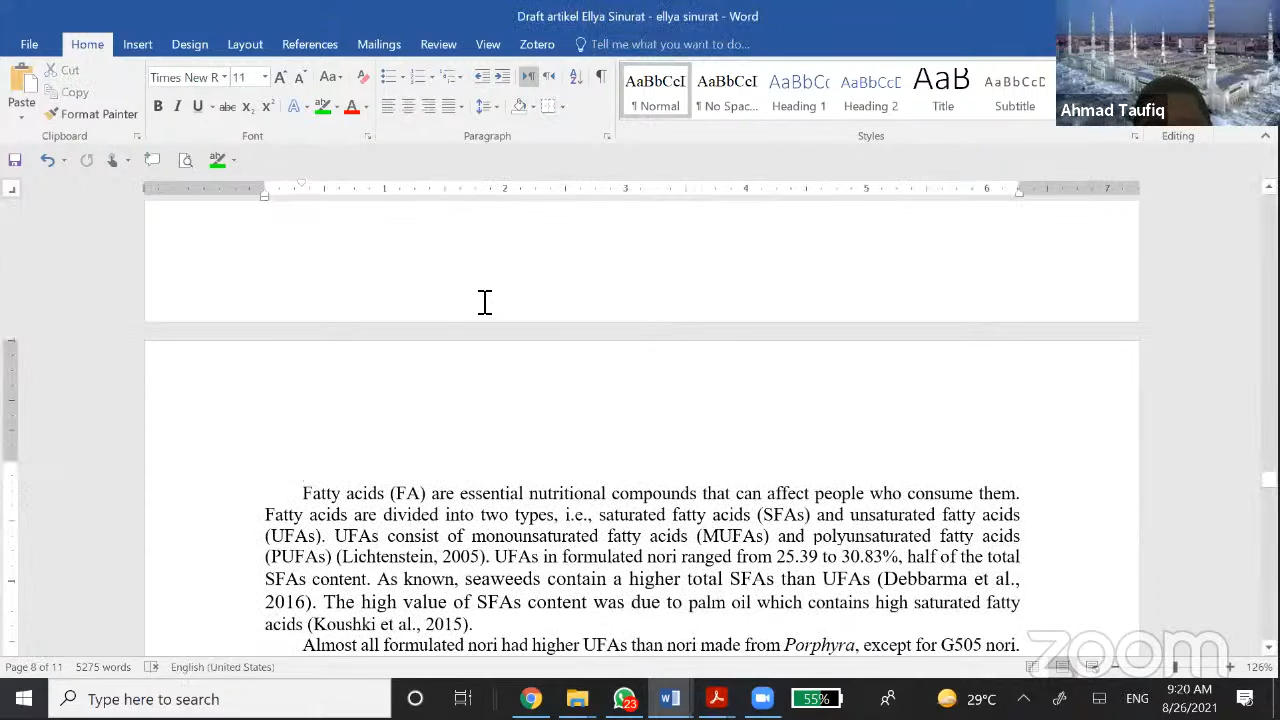 Draft artikel Ellya Sinurat - ellya sinurat - Word
File Home Insert Design Layout References Mailings Review View Zotero Tell me what you want to do...
Ahmad Taufiq
Paste
Cut
Copy
Format Painter
Times New R 11
AaBbCcI AaBbCcI AaBbCc AaBbCcD AaB AaBbCcD
¶ Normal ¶ No Spac... Heading 1 Heading 2 Title Subtitle
Clipboard Font Paragraph Styles Editing
1 2 3 4 5 6 7
Fatty acids (FA) are essential nutritional compounds that can affect people who consume them.
Fatty acids are divided into two types, i.e., saturated fatty acids (SFAs) and unsaturated fatty acids
(UFAs). UFAs consist of monounsaturated fatty acids (MUFAs) and polyunsaturated fatty acids
(PUFAs) (Lichtenstein, 2005). UFAs in formulated nori ranged from 25.39 to 30.83%, half of the total
SFAs content. As known, seaweeds contain a higher total SFAs than UFAs (Debbarma et al.,
2016). The high value of SFAs content was due to palm oil which contains high saturated fatty
acids (Koushki et al., 2015).
Almost all formulated nori had higher UFAs than nori made from Porphyra, except for G505 nori.
zoom
Page 8 of 11 5275 words English (United States) 126%
Type here to search 23 55% 29°C ENG 9:20 AM
8/26/2021